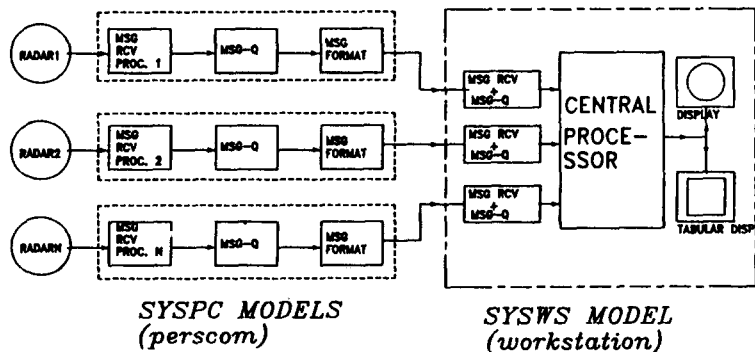 RADAR1
MSG
RCV
PROC. 1
MSG-Q
MSG
FORMAT
RADAR2
MSG
RCV
PROC. 2
MSG-Q
MSG
FORMAT
RADARN
MSG
RCV
PROC. N
MSG-Q
MSG
FORMAT
MSG RCV
+
MSG-Q
MSG RCV
+
MSG-Q
MSG RCV
+
MSG-Q
CENTRAL
PROCE-
SSOR
DISPLAY
TABULAR DISP
SYSPC MODELS
(perscom)
SYSWS MODEL
(workstation)